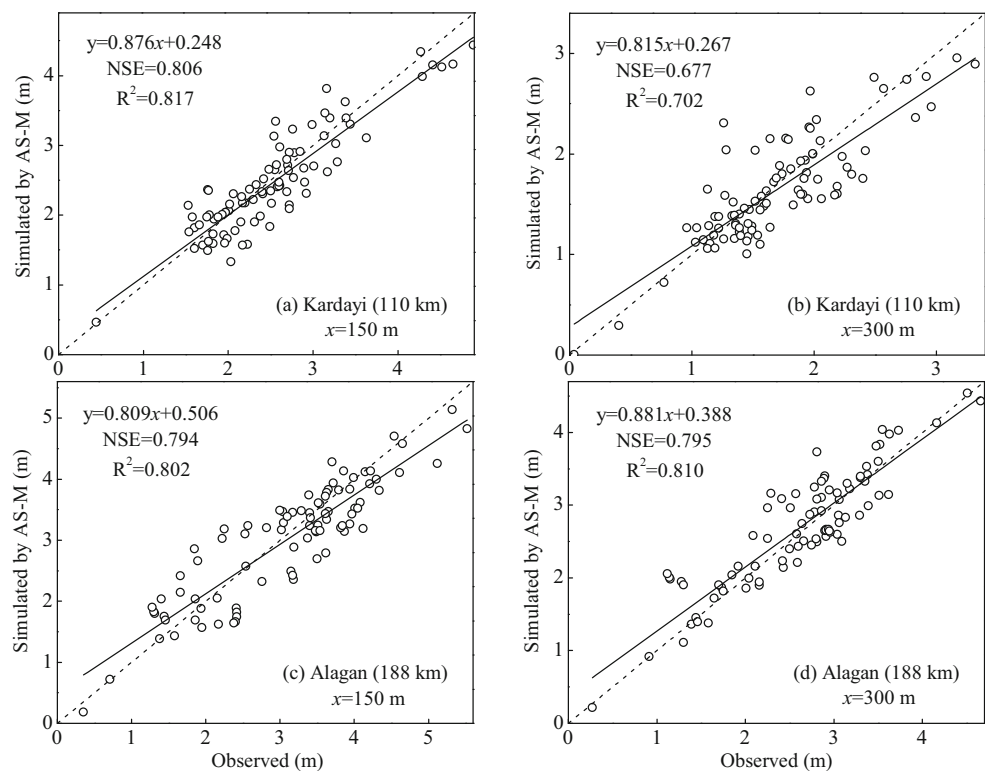 y=0.876x+0.248
NSE=0.806
R²=0.817
Simulated by AS-M (m)
4
3
2
1
0
(a) Kardayi (110 km)
x=150 m
0 1 2 3 4
y=0.815x+0.267
NSE=0.677
R²=0.702
Simulated by AS-M (m)
3
2
1
0
(b) Kardayi (110 km)
x=300 m
0 1 2 3
y=0.809x+0.506
NSE=0.794
R²=0.802
Simulated by AS-M (m)
5
4
3
2
1
0
(c) Alagan (188 km)
x=150 m
0 1 2 3 4 5
Observed (m)
y=0.881x+0.388
NSE=0.795
R²=0.810
Simulated by AS-M (m)
4
3
2
1
0
(d) Alagan (188 km)
x=300 m
0 1 2 3 4
Observed (m)